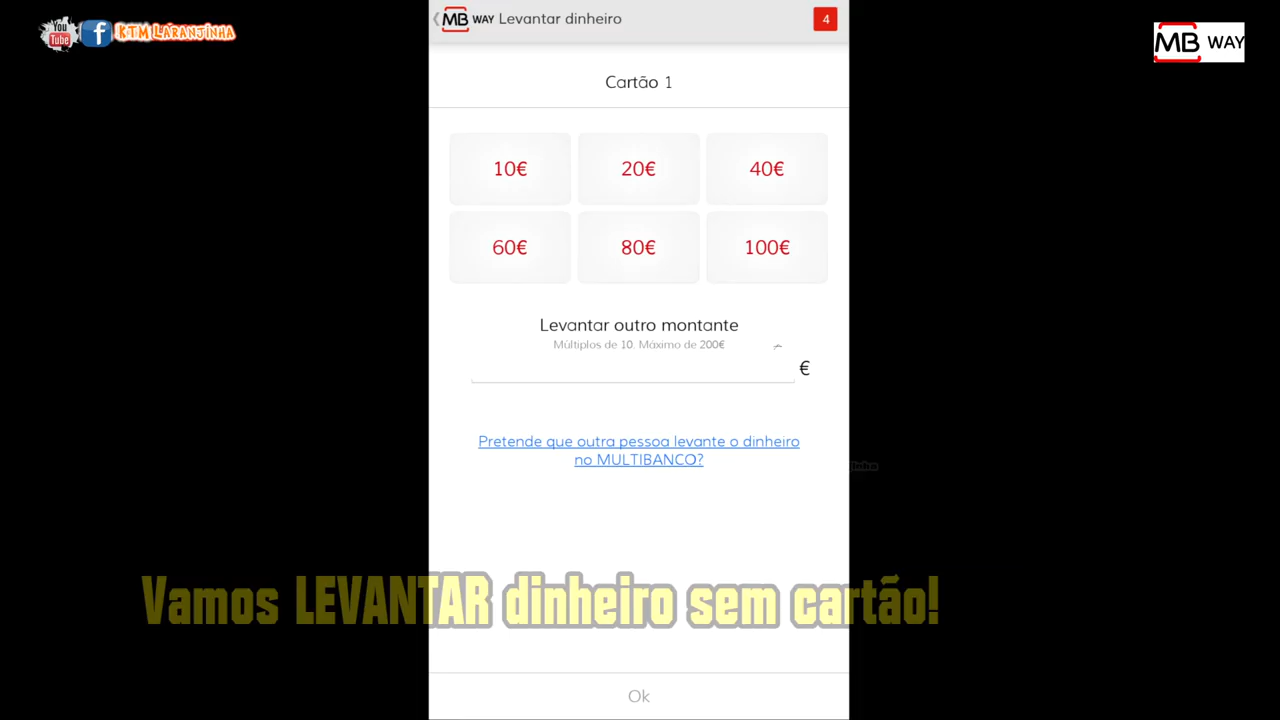 You
Tube
f
KTM Laranjinha
MB WAY Levantar dinheiro
4
MB WAY
Cartão 1
10€
20€
40€
60€
80€
100€
Levantar outro montante
Múltiplos de 10. Máximo de 200€
€
Pretende que outra pessoa levante o dinheiro
no MULTIBANCO?
Vamos LEVANTAR dinheiro sem cartão!
Ok